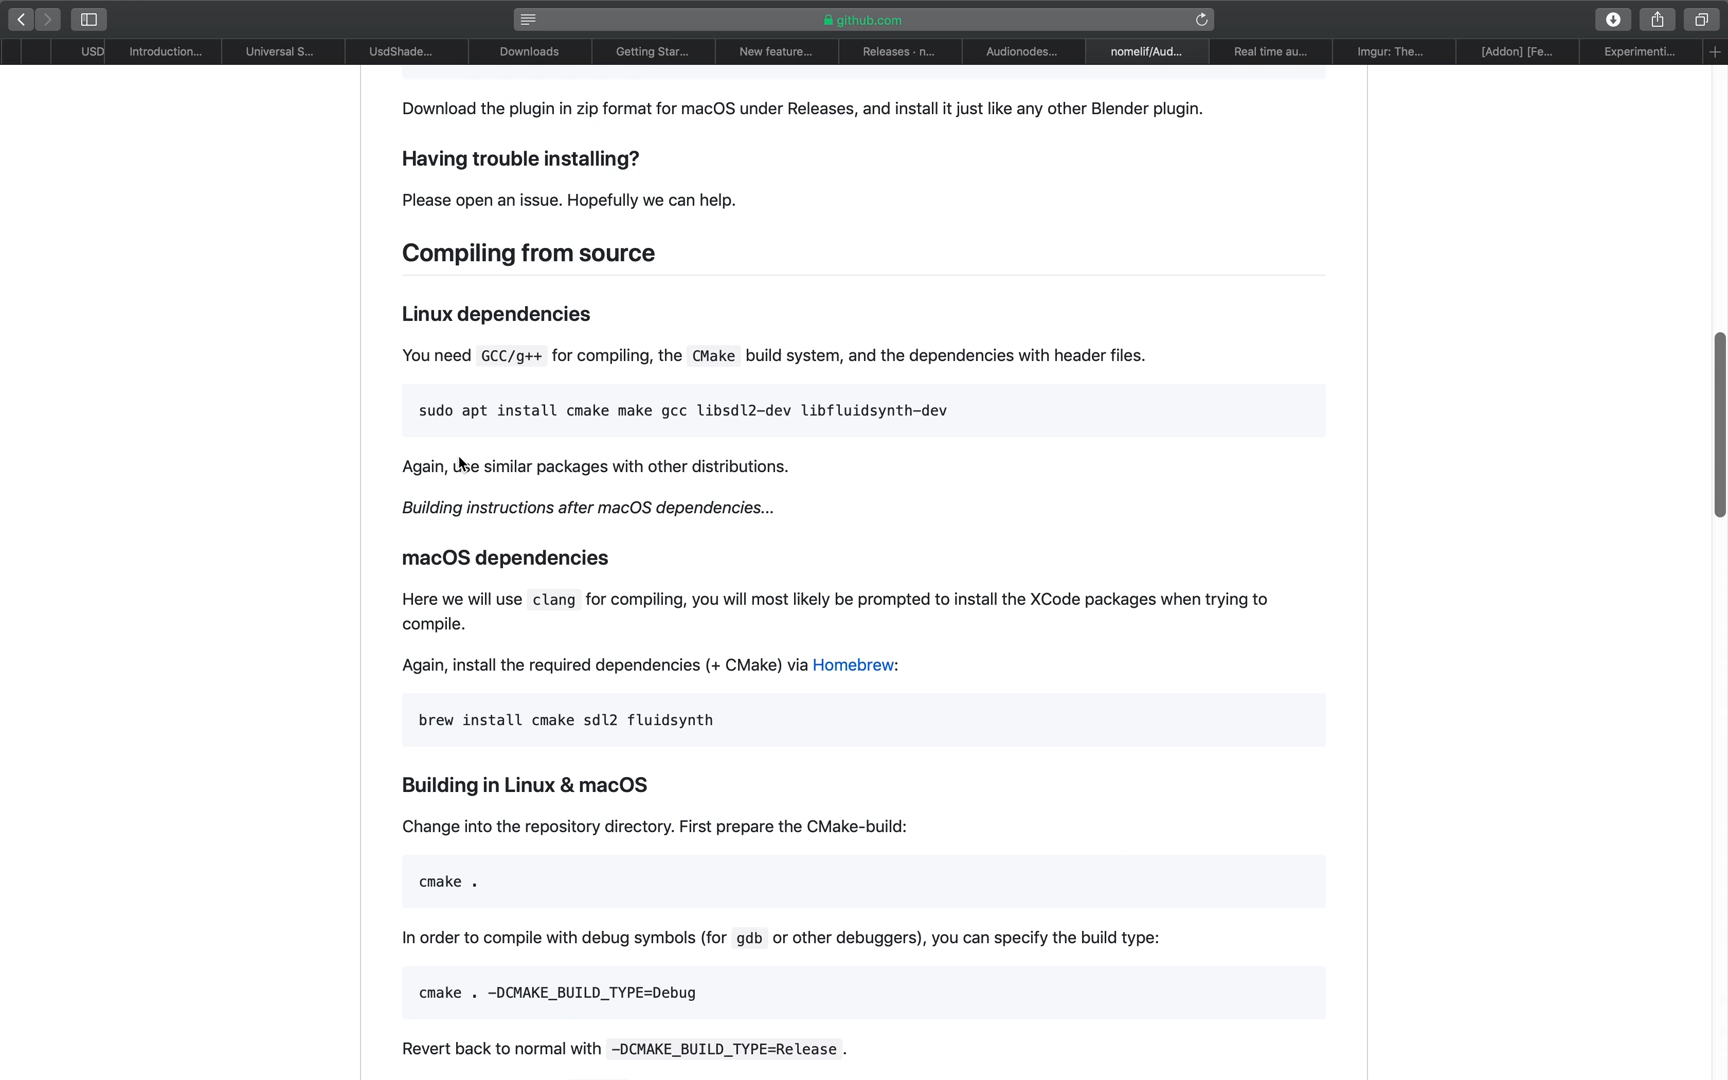 github.com
USD
Introduction...
Universal S...
UsdShade...
Downloads
Getting Star...
New feature...
Releases · n...
Audionodes...
nomelif/Aud...
Real time au...
Imgur: The...
[Addon] [Fe...
Experimenti...
Download the plugin in zip format for macOS under Releases, and install it just like any other Blender plugin.
Having trouble installing?
Please open an issue. Hopefully we can help.
Compiling from source
Linux dependencies
You need GCC/g++ for compiling, the CMake build system, and the dependencies with header files.
sudo apt install cmake make gcc libsdl2-dev libfluidsynth-dev
Again, use similar packages with other distributions.
Building instructions after macOS dependencies...
macOS dependencies
Here we will use clang for compiling, you will most likely be prompted to install the XCode packages when trying to
compile.
Again, install the required dependencies (+ CMake) via Homebrew:
brew install cmake sdl2 fluidsynth
Building in Linux & macOS
Change into the repository directory. First prepare the CMake-build:
cmake .
In order to compile with debug symbols (for gdb or other debuggers), you can specify the build type:
cmake . -DCMAKE_BUILD_TYPE=Debug
Revert back to normal with -DCMAKE_BUILD_TYPE=Release .